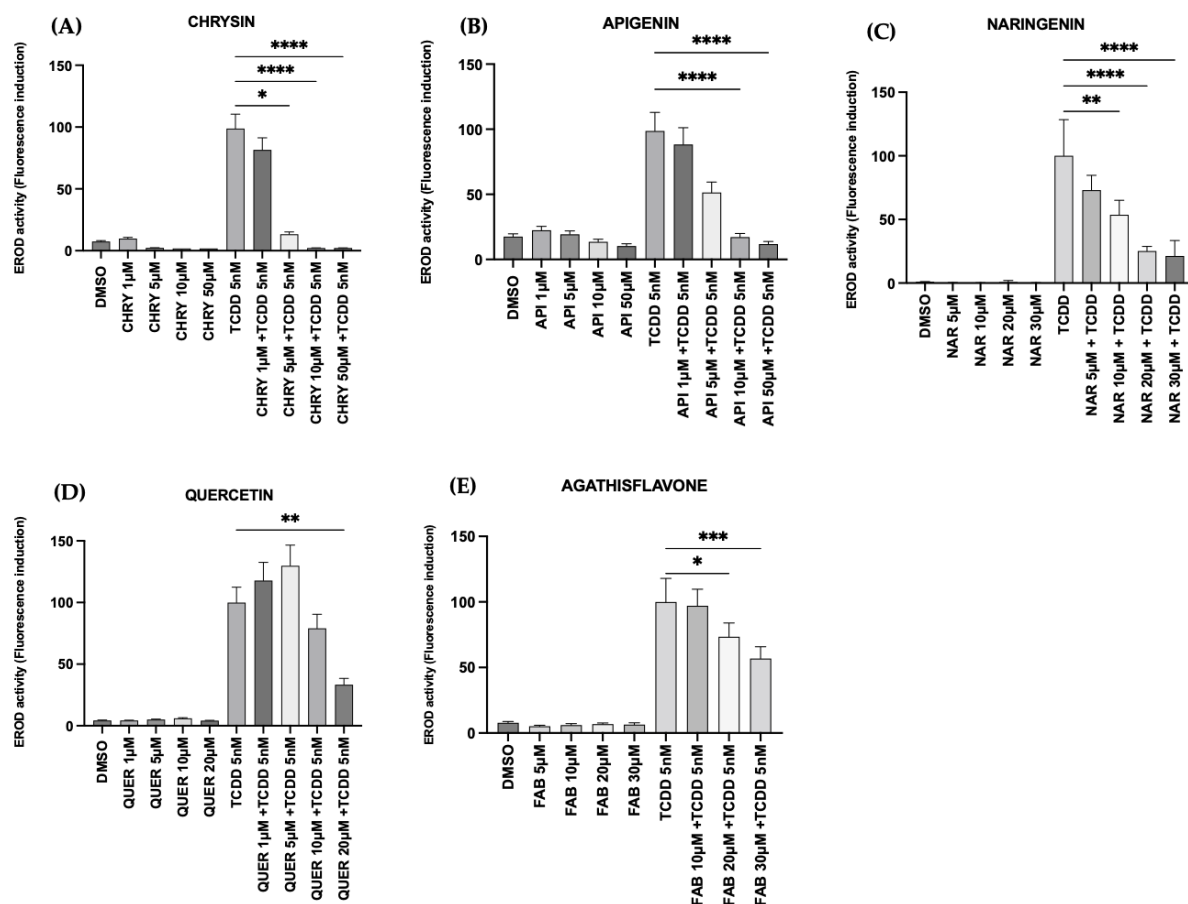 (A)
CHRYSIN
EROD activity (Fluorescence induction)
150
100
50
0
****
****
*
DMSO
CHRY 1µM
CHRY 5µM
CHRY 10µM
CHRY 50µM
TCDD 5nM
CHRY 1µM +TCDD 5nM
CHRY 5µM +TCDD 5nM
CHRY 10µM +TCDD 5nM
CHRY 50µM +TCDD 5nM
(B)
APIGENIN
EROD activity (Fluorescence induction)
150
100
50
0
****
****
DMSO
API 1µM
API 5µM
API 10µM
API 50µM
TCDD 5nM
API 1µM +TCDD 5nM
API 5µM +TCDD 5nM
API 10µM +TCDD 5nM
API 50µM +TCDD 5nM
(C)
NARINGENIN
EROD activity (Fluorescence induction)
150
100
50
0
****
****
**
DMSO
NAR 5µM
NAR 10µM
NAR 20µM
NAR 30µM
TCDD
NAR 5µM + TCDD
NAR 10µM + TCDD
NAR 20µM + TCDD
NAR 30µM + TCDD
(D)
QUERCETIN
EROD activity (Fluorescence induction)
150
100
50
0
**
DMSO
QUER 1µM
QUER 5µM
QUER 10µM
QUER 20µM
TCDD 5nM
QUER 1µM +TCDD 5nM
QUER 5µM +TCDD 5nM
QUER 10µM +TCDD 5nM
QUER 20µM +TCDD 5nM
(E)
AGATHISFLAVONE
EROD activity (Fluorescence induction)
150
100
50
0
***
*
DMSO
FAB 5µM
FAB 10µM
FAB 20µM
FAB 30µM
TCDD 5nM
FAB 10µM +TCDD 5nM
FAB 20µM +TCDD 5nM
FAB 30µM +TCDD 5nM